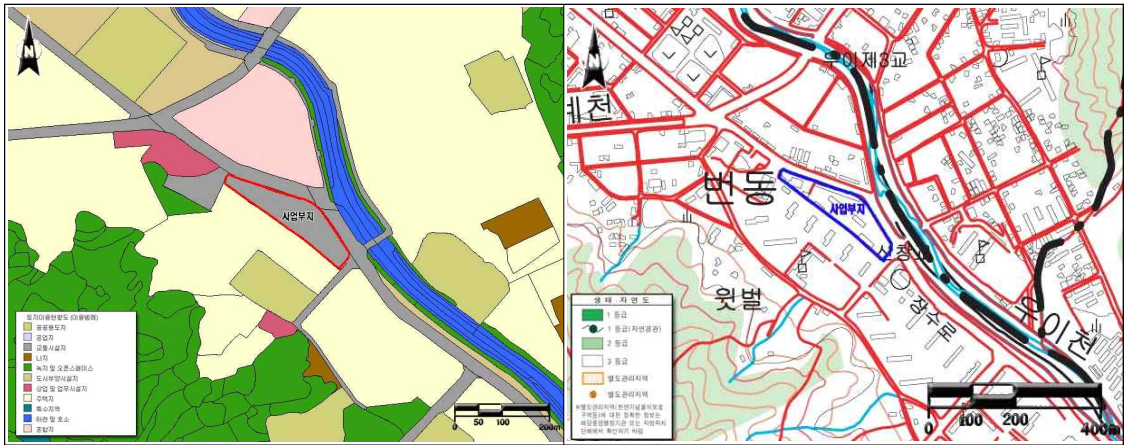 N
사업부지
토지이용현황도 (이용범례)
공공용도지
공업지
교통시설지
나지
녹지 및 오픈스페이스
도시부양시설지
상업 및 업무시설지
주택지
특수지역
하천 및 호소
혼합지
0 50 100 200m
N
우이제3교
번동
사업부지
신창교
윗벌
장수로
우이천
생태 자연도
1 등급
1 등급(자연경관)
2 등급
3 등급
별도관리지역
별도관리지역
0 100 200 400m